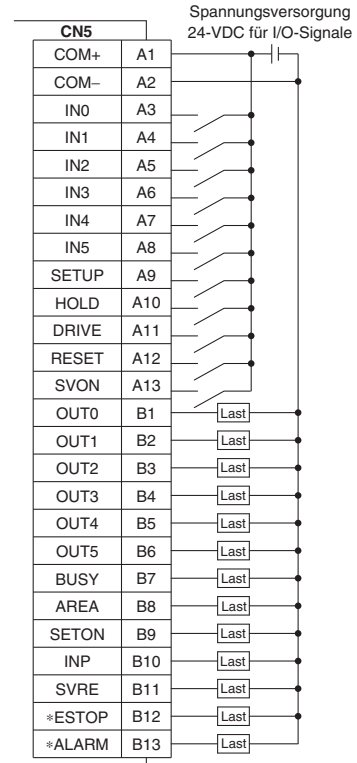 Spannungsversorgung
24-VDC für I/O-Signale
CN5
COM+ A1
COM– A2
IN0 A3
IN1 A4
IN2 A5
IN3 A6
IN4 A7
IN5 A8
SETUP A9
HOLD A10
DRIVE A11
RESET A12
SVON A13
OUT0 B1 Last
OUT1 B2 Last
OUT2 B3 Last
OUT3 B4 Last
OUT4 B5 Last
OUT5 B6 Last
BUSY B7 Last
AREA B8 Last
SETON B9 Last
INP B10 Last
SVRE B11 Last
*ESTOP B12 Last
*ALARM B13 Last